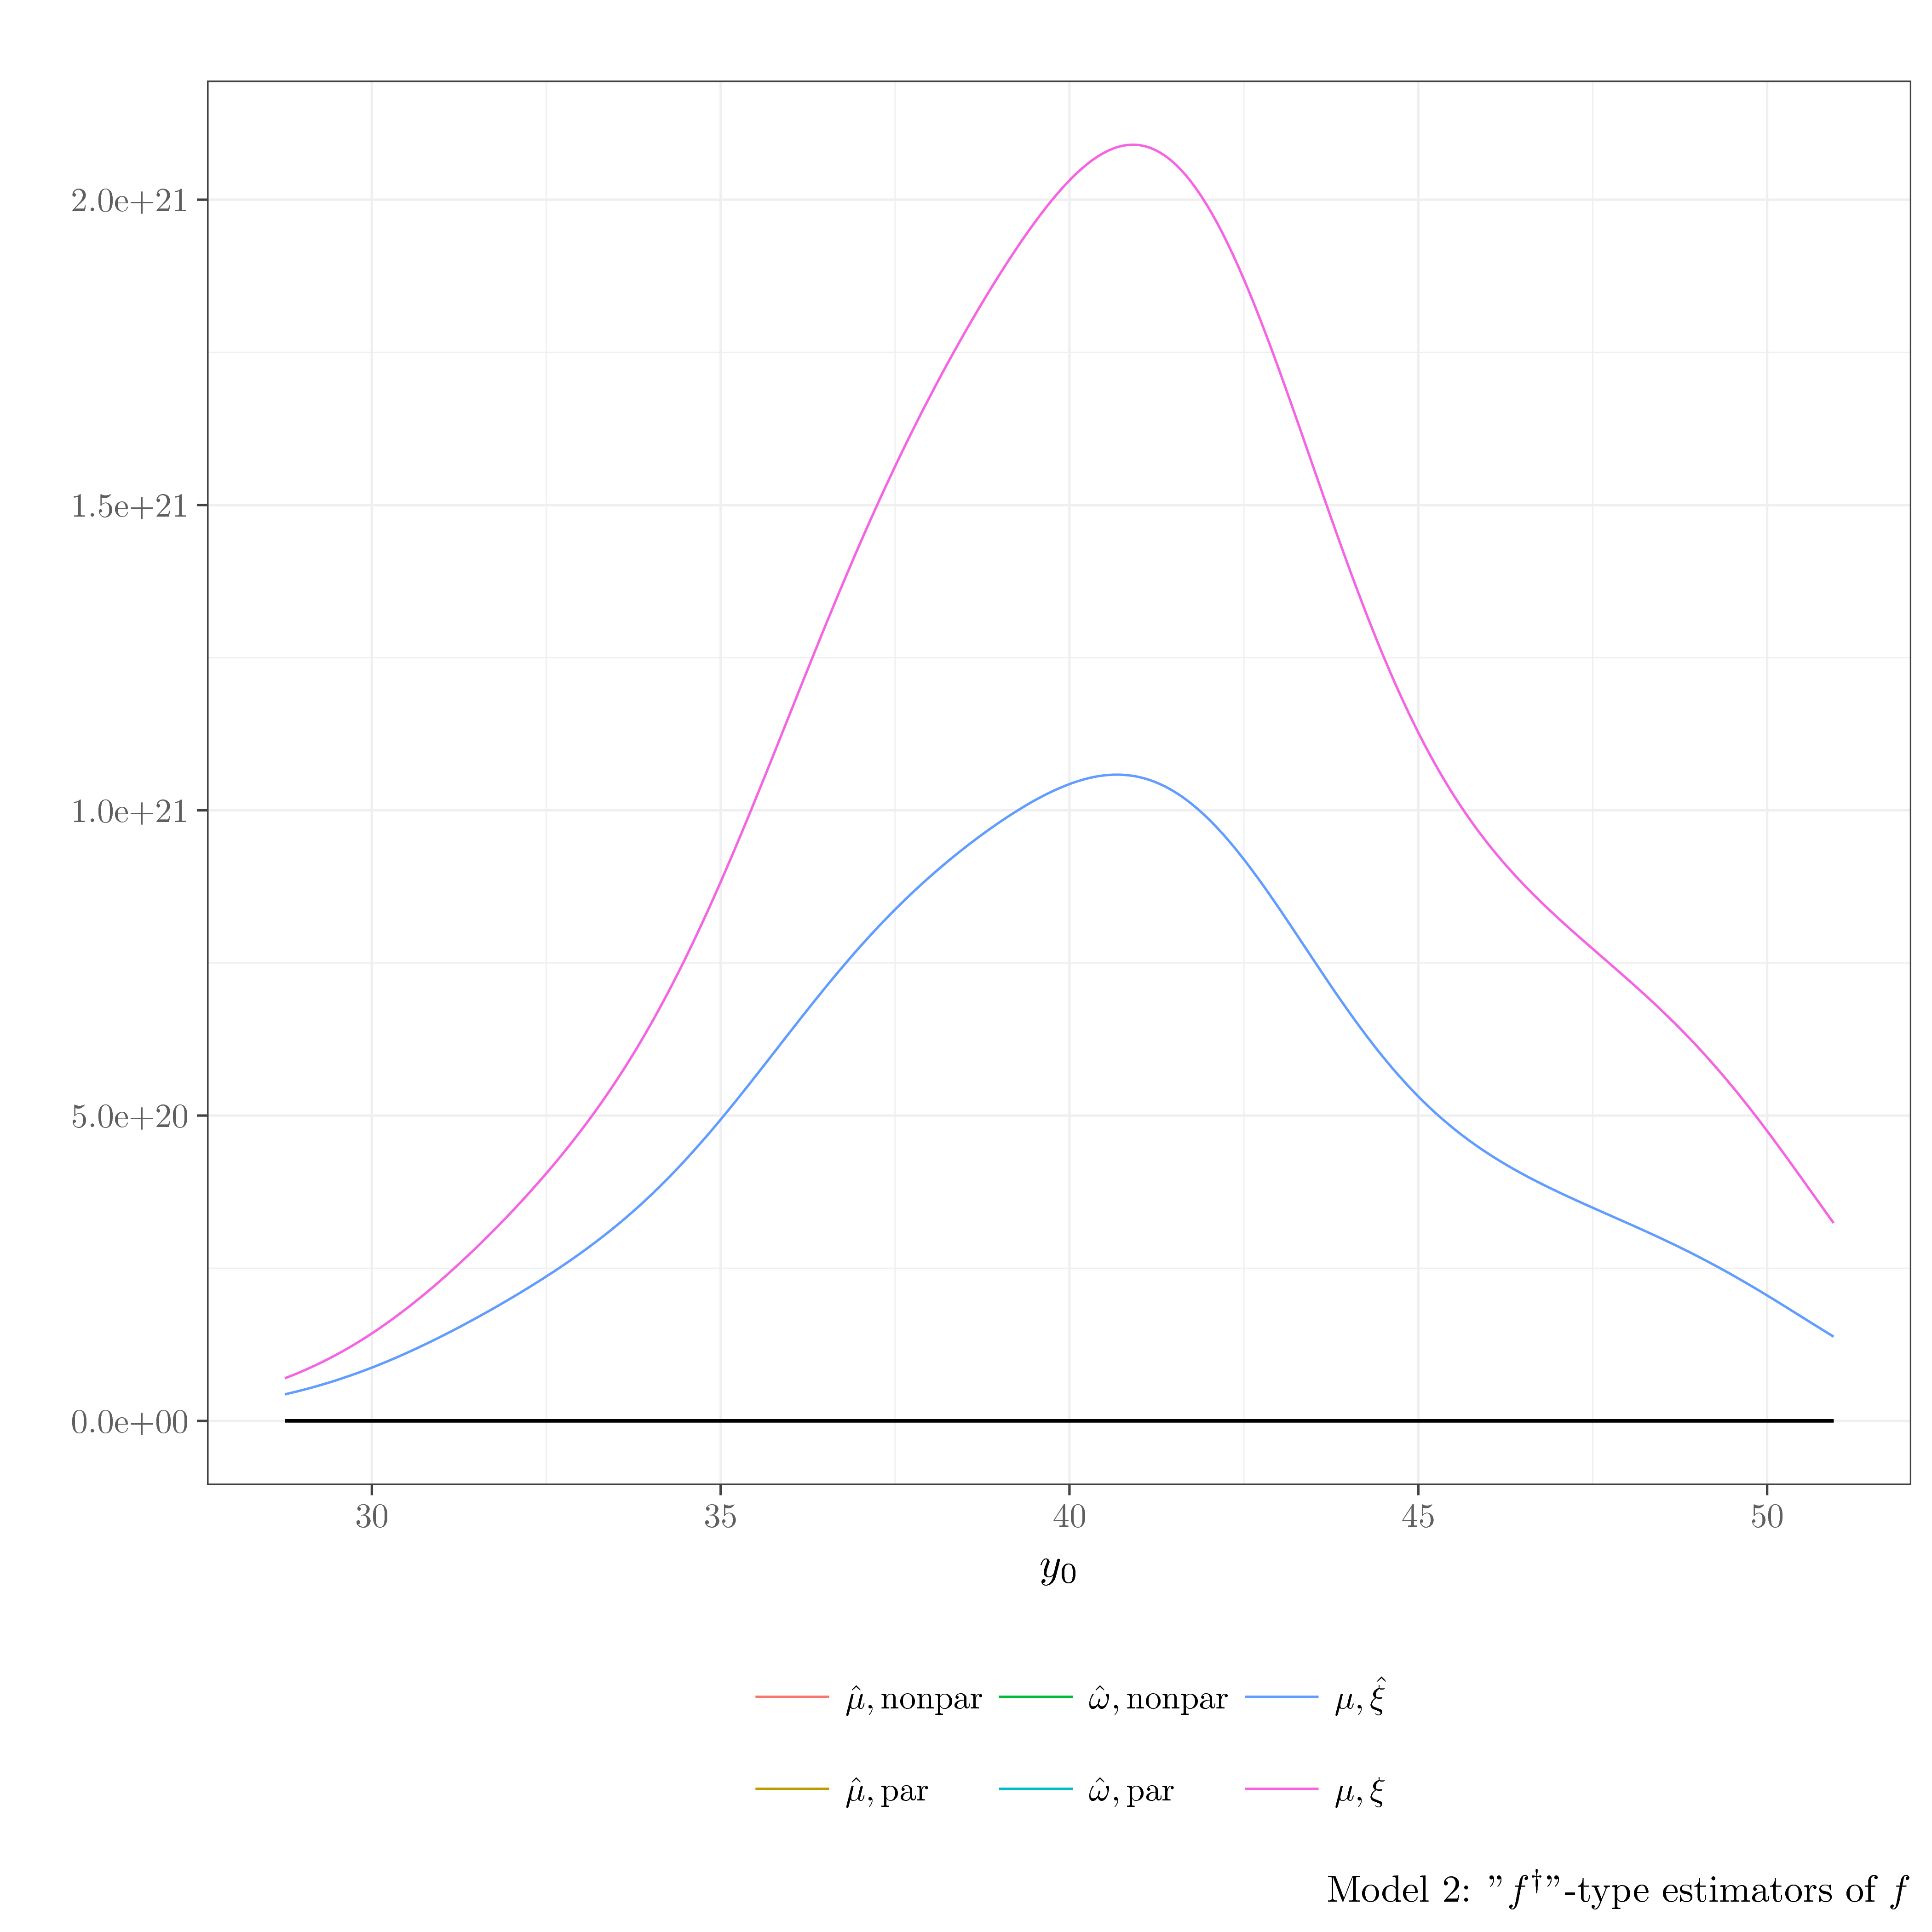 2.0e+21
1.5e+21
1.0e+21
5.0e+20
0.0e+00
30 35 40 45 50
y₀
μ̂, nonpar ω̂, nonpar μ, ξ̂
μ̂, par ω̂, par μ, ξ
Model 2: ”f†”-type estimators of f